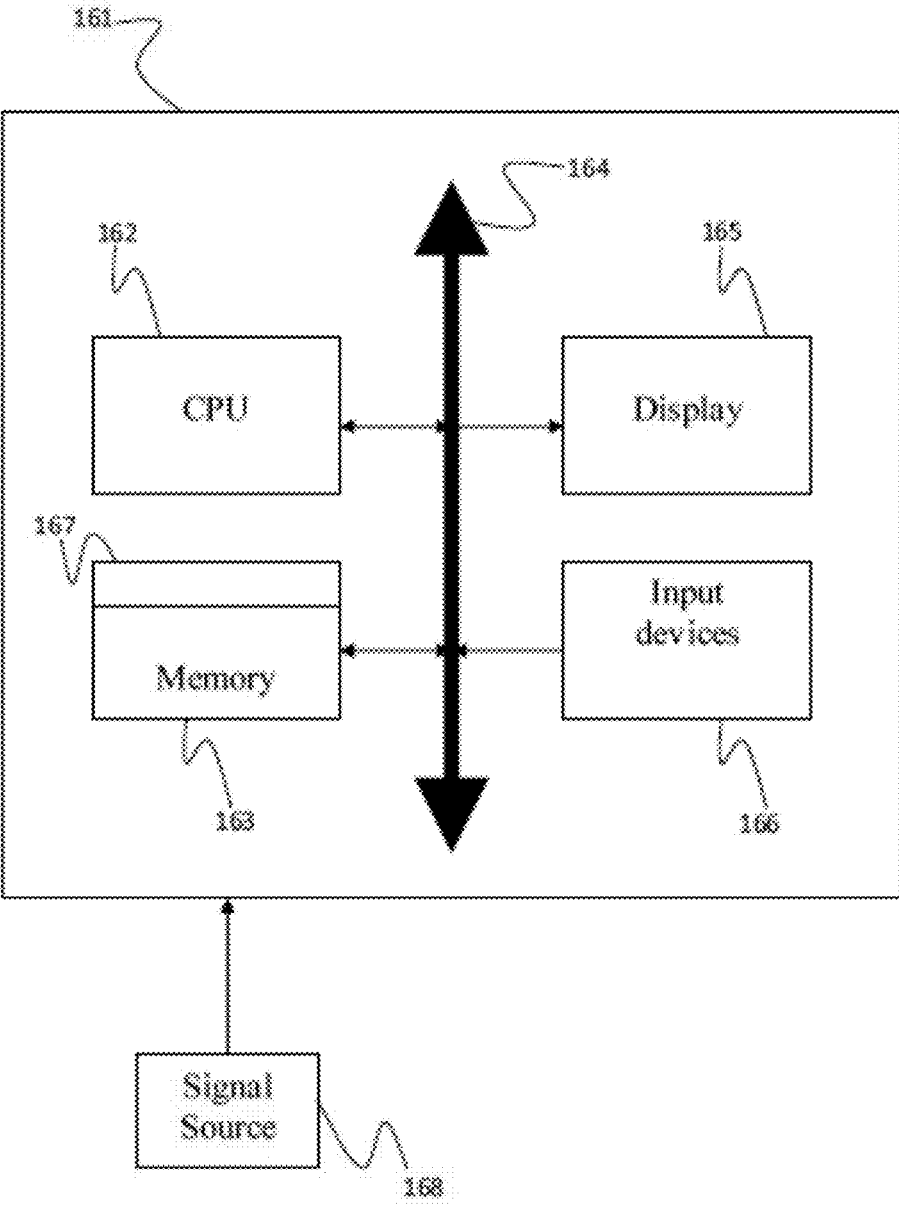 161
164
162
165
CPU
Display
167
Input
devices
Memory
163
166
Signal
Source
168